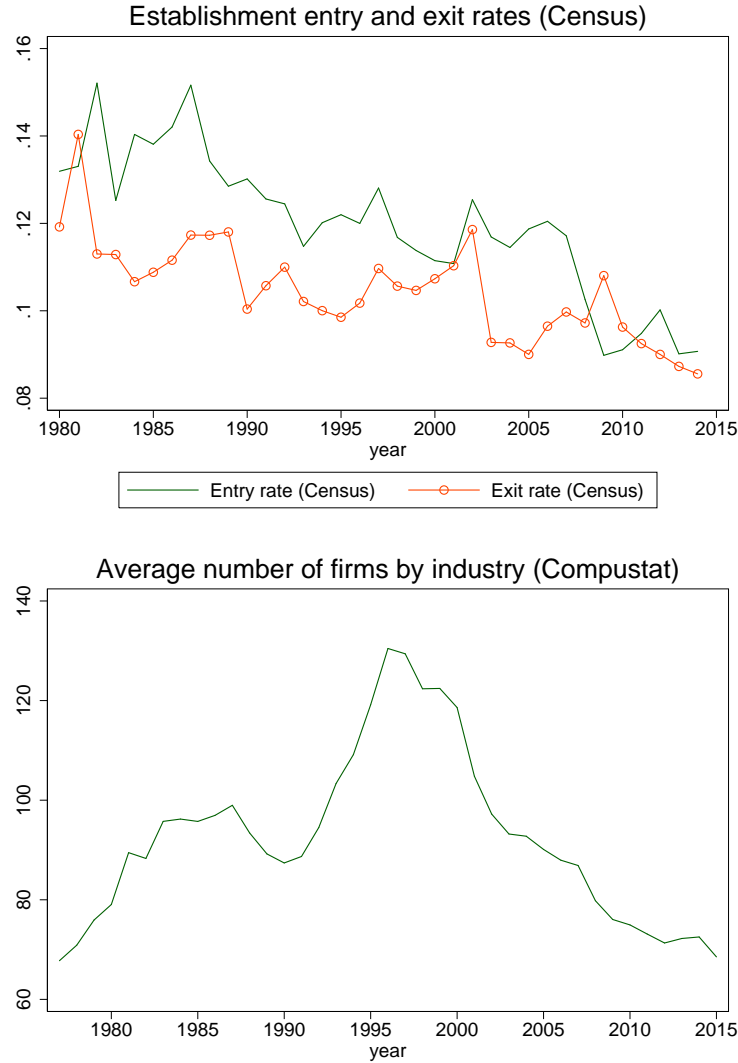 Establishment entry and exit rates (Census)
.16
.14
.12
.1
.08
1980 1985 1990 1995 2000 2005 2010 2015
year
Entry rate (Census) Exit rate (Census)
Average number of firms by industry (Compustat)
140
120
100
80
60
1980 1985 1990 1995 2000 2005 2010 2015
year